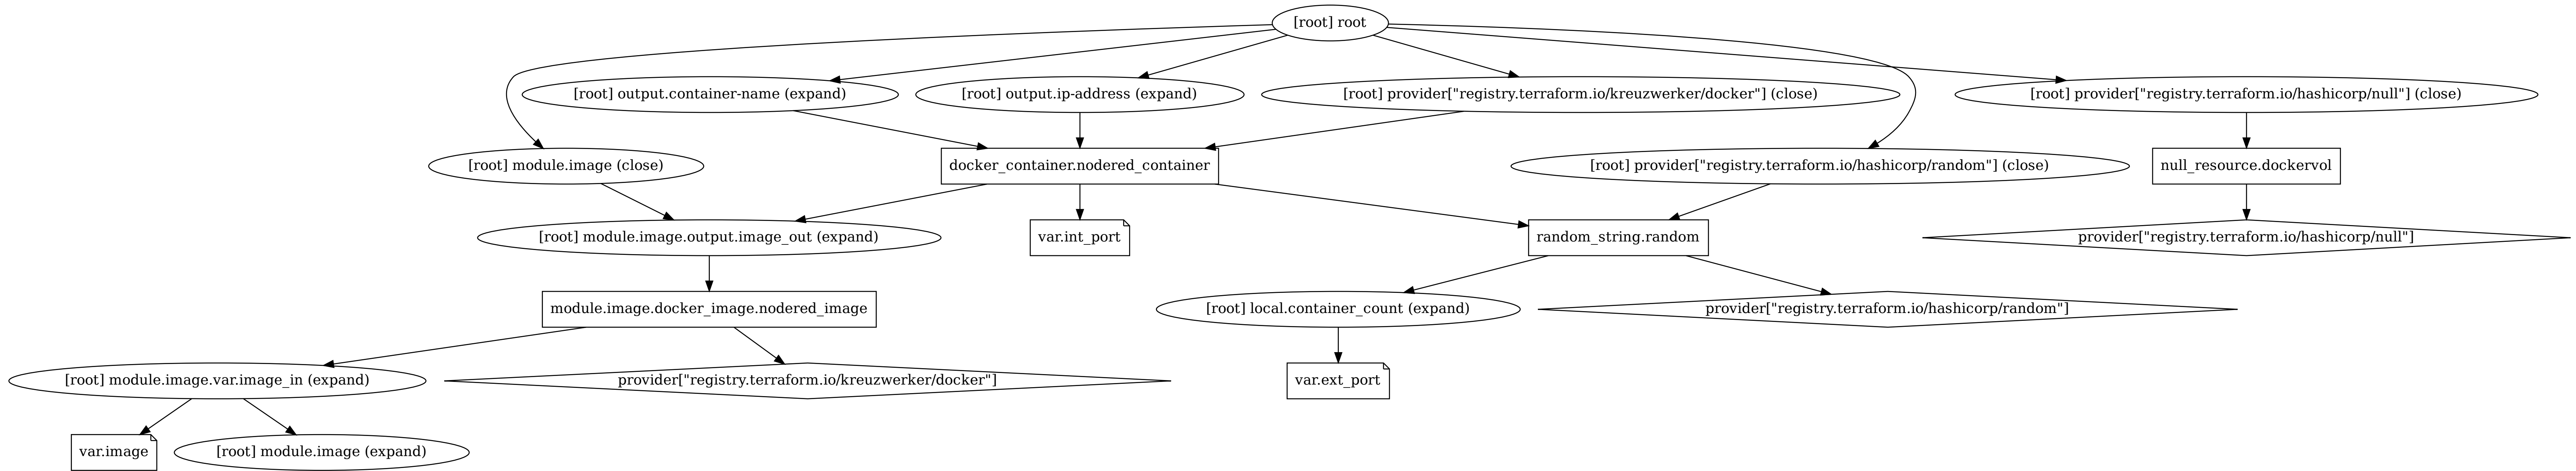 [root] root
[root] output.container-name (expand)
[root] output.ip-address (expand)
[root] provider[\"registry.terraform.io/kreuzwerker/docker\"] (close)
[root] provider[\"registry.terraform.io/hashicorp/null\"] (close)
[root] module.image (close)
docker_container.nodered_container
[root] provider[\"registry.terraform.io/hashicorp/random\"] (close)
null_resource.dockervol
[root] module.image.output.image_out (expand)
var.int_port
random_string.random
provider[\"registry.terraform.io/hashicorp/null\"]
module.image.docker_image.nodered_image
[root] local.container_count (expand)
provider[\"registry.terraform.io/hashicorp/random\"]
[root] module.image.var.image_in (expand)
provider[\"registry.terraform.io/kreuzwerker/docker\"]
var.ext_port
var.image
[root] module.image (expand)